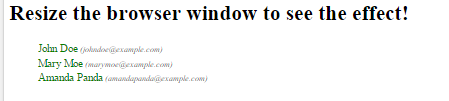 Resize the browser window to see the effect!
John Doe (johndoe@example.com)
Mary Moe (marymoe@example.com)
Amanda Panda (amandapanda@example.com)